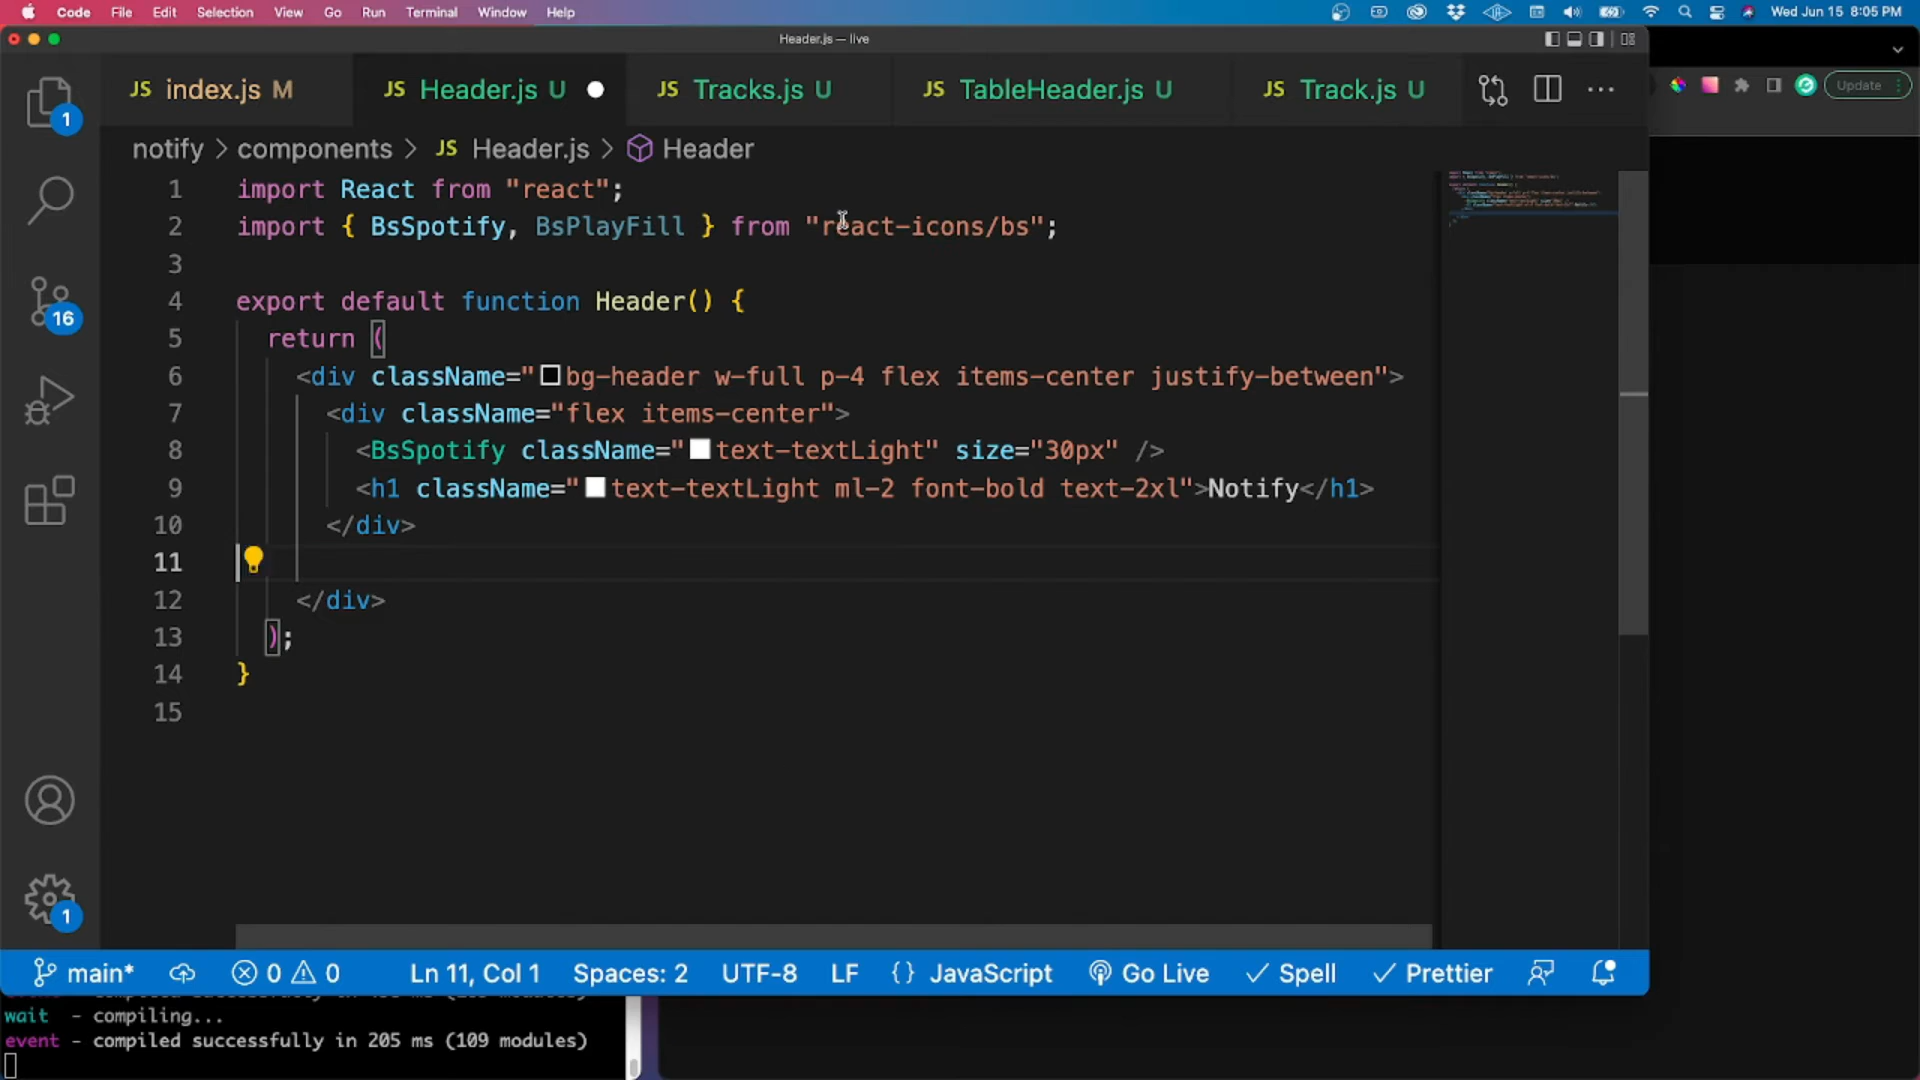 Code File Edit Selection View Go Run Terminal Window Help Wed Jun 15 8:05 PM
Header.js — live
JS index.js M JS Header.js U JS Tracks.js U JS TableHeader.js U JS Track.js U
Update
notify > components > JS Header.js > Header
1 import React from "react";
2 import { BsSpotify, BsPlayFill } from "react-icons/bs";
3
4 export default function Header() {
5 return (
6 <div className="bg-header w-full p-4 flex items-center justify-between">
7 <div className="flex items-center">
8 <BsSpotify className="text-textLight" size="30px" />
9 <h1 className="text-textLight ml-2 font-bold text-2xl">Notify</h1>
10 </div>
11
12 </div>
13 );
14 }
15
1
16
1
main* 0 0 Ln 11, Col 1 Spaces: 2 UTF-8 LF {} JavaScript Go Live Spell Prettier
wait - compiling...
event - compiled successfully in 205 ms (109 modules)